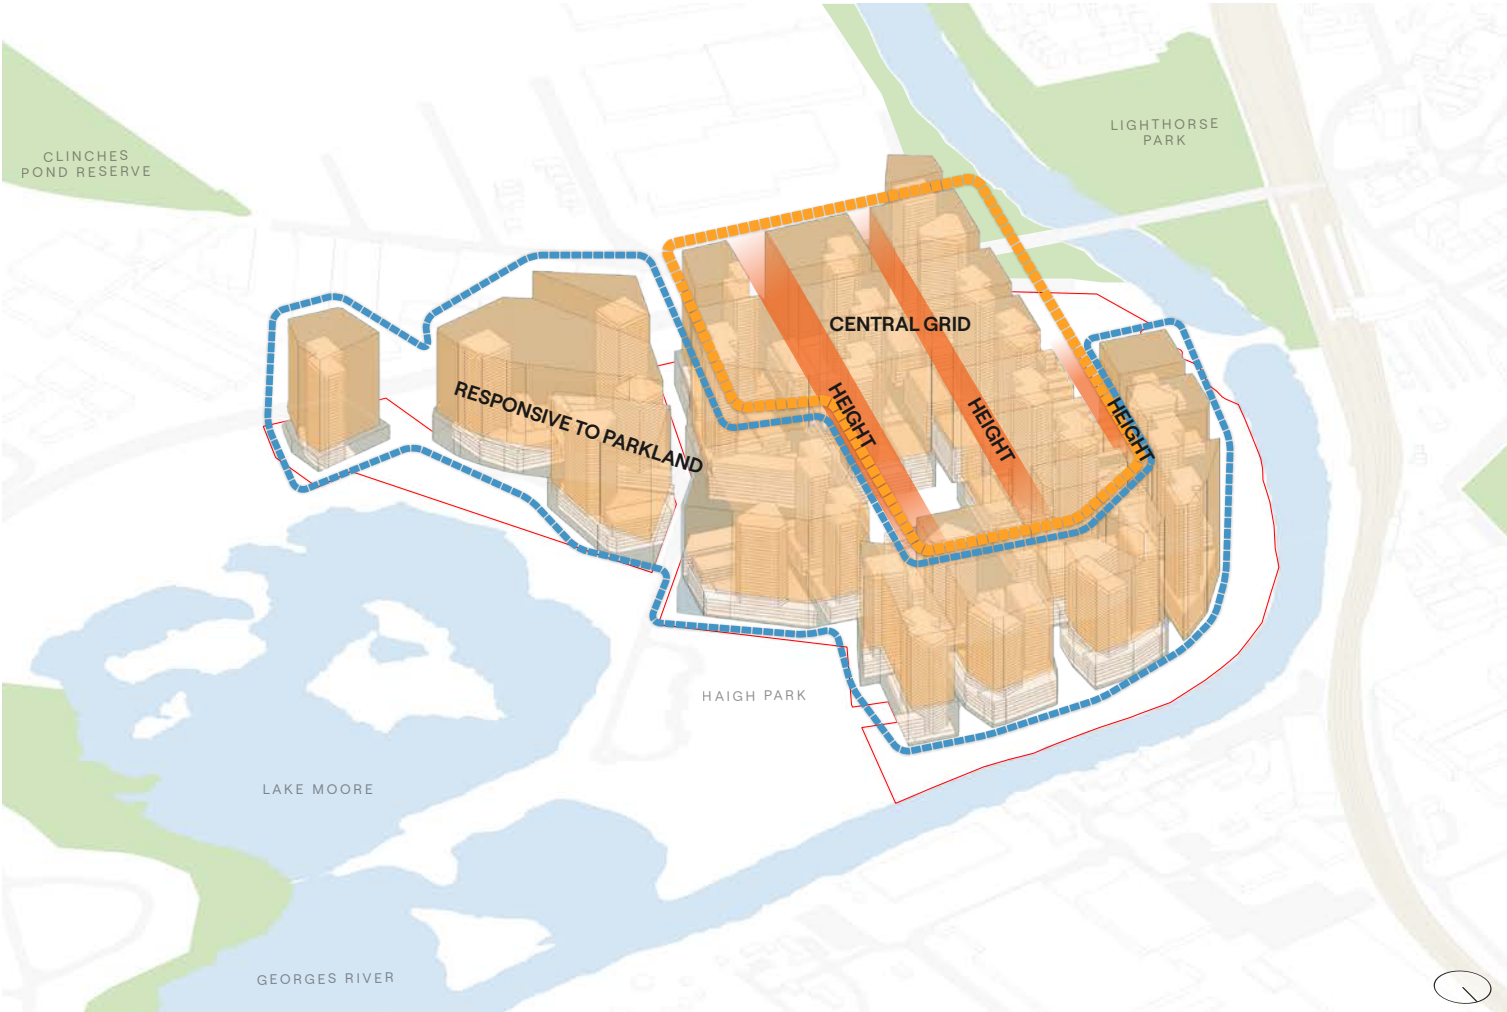 LIGHTHORSE
PARK
CLINCHES
POND RESERVE
CENTRAL GRID
RESPONSIVE TO PARKLAND
HEIGHT
HEIGHT
HEIGHT
HAIGH PARK
LAKE MOORE
GEORGES RIVER